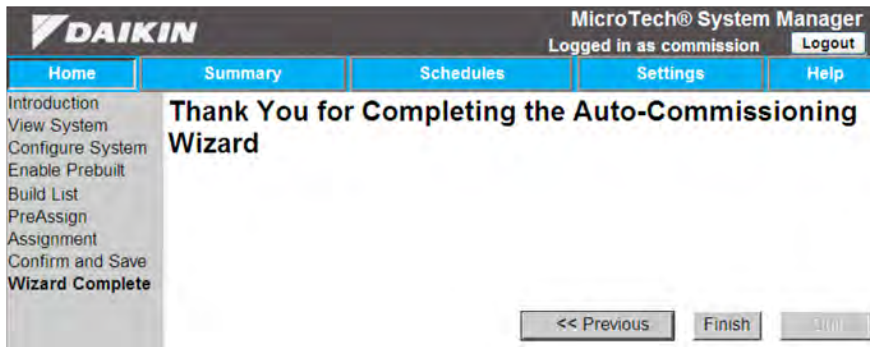 DAIKIN
MicroTech® System Manager
Logged in as commission Logout
Home Summary Schedules Settings Help
Introduction
View System
Configure System
Enable Prebuilt
Build List
PreAssign
Assignment
Confirm and Save
Wizard Complete
Thank You for Completing the Auto-Commissioning
Wizard
<< Previous Finish